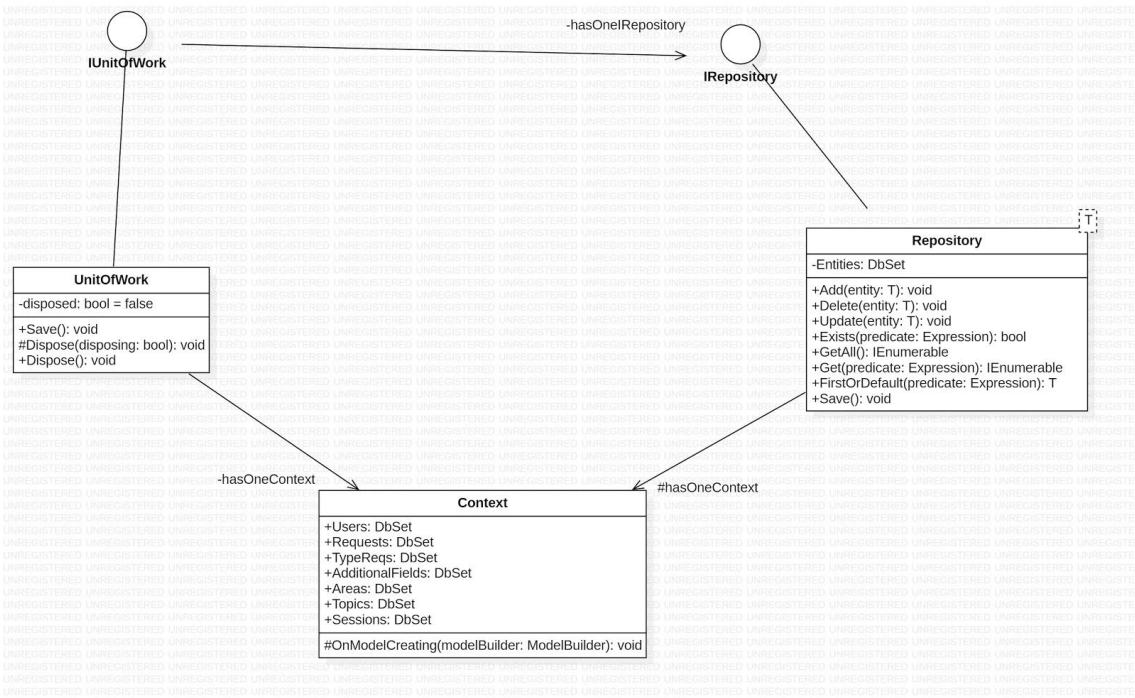 -hasOneIRepository
IUnitOfWork
IRepository
T
Repository
-Entities: DbSet
+Add(entity: T): void
+Delete(entity: T): void
+Update(entity: T): void
+Exists(predicate: Expression): bool
+GetAll(): IEnumerable
+Get(predicate: Expression): IEnumerable
+FirstOrDefault(predicate: Expression): T
+Save(): void
UnitOfWork
-disposed: bool = false
+Save(): void
#Dispose(disposing: bool): void
+Dispose(): void
-hasOneContext
#hasOneContext
Context
+Users: DbSet
+Requests: DbSet
+TypeReqs: DbSet
+AdditionalFields: DbSet
+Areas: DbSet
+Topics: DbSet
+Sessions: DbSet
#OnModelCreating(modelBuilder: ModelBuilder): void
UNREGISTERED